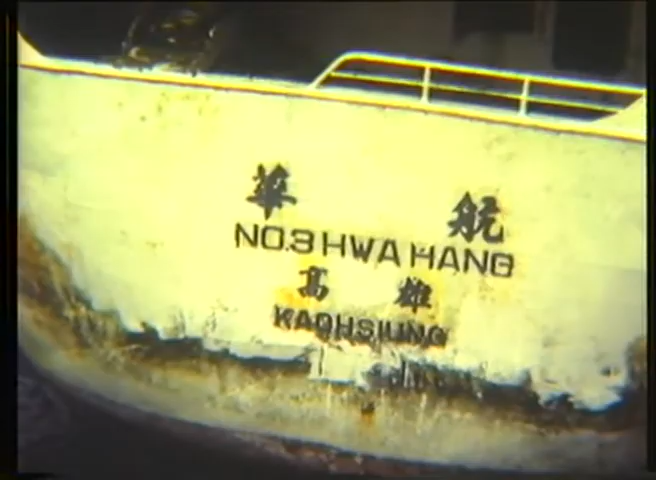 華 航
NO.3 HWA HANG
高 雄
KAOHSIUNG